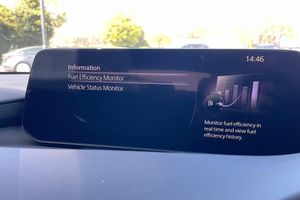 14:46
Information
Fuel Efficiency Monitor
Vehicle Status Monitor
Monitor fuel efficiency in
real time and view fuel
efficiency history.